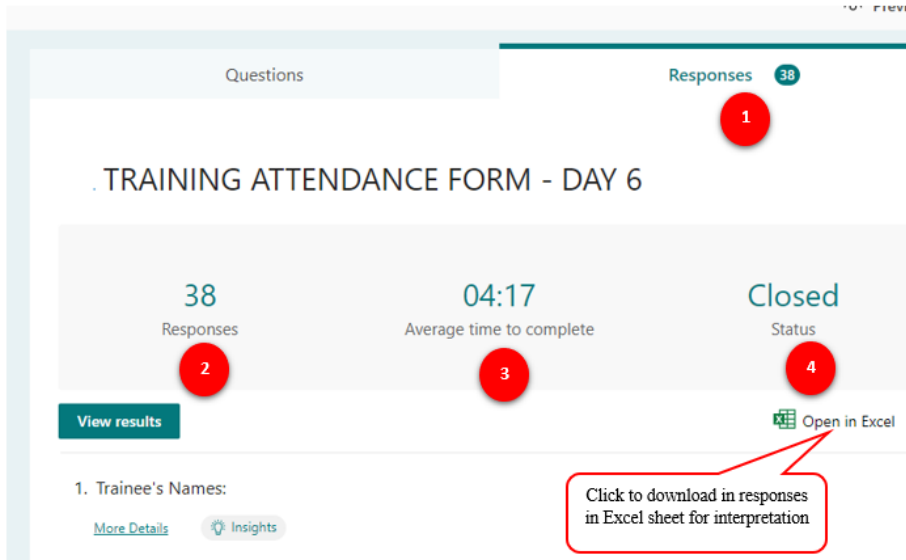 Questions
Responses 38
1
. TRAINING ATTENDANCE FORM - DAY 6
38
Responses
2
04:17
Average time to complete
3
Closed
Status
4
View results
Open in Excel
1. Trainee's Names:
More Details
Insights
Click to download in responses
in Excel sheet for interpretation